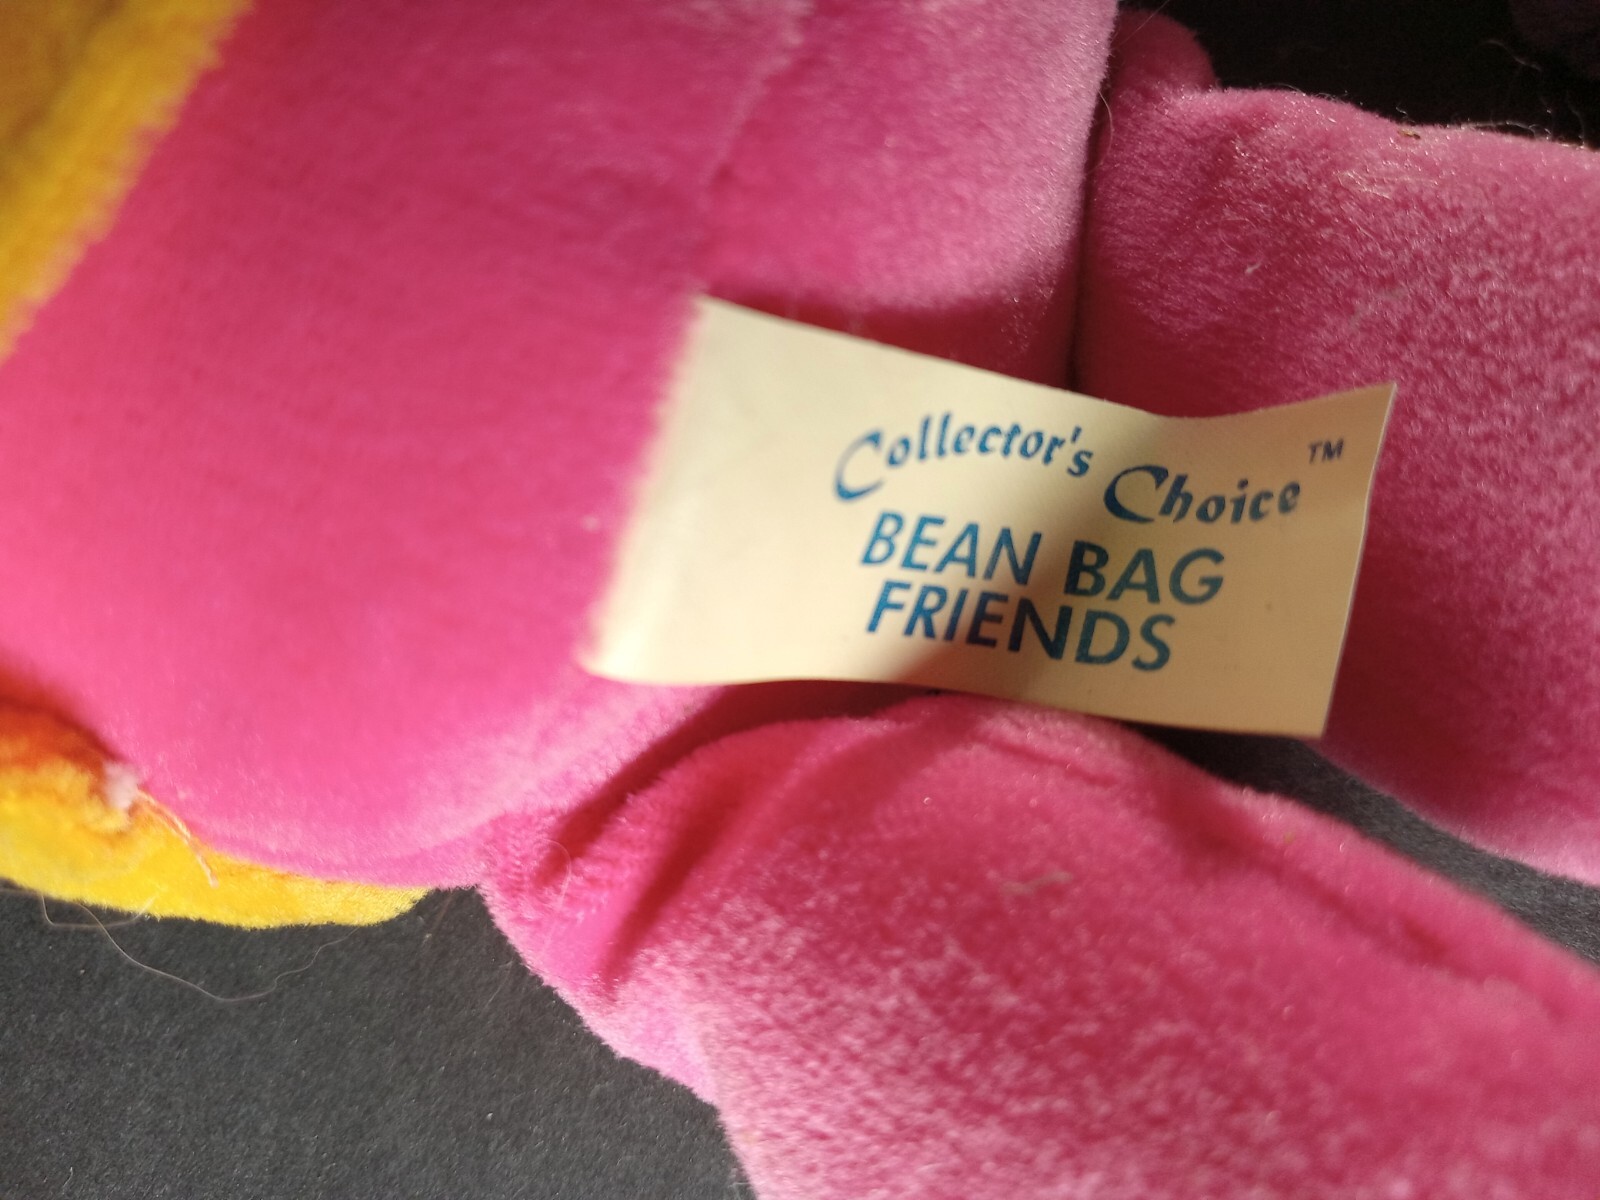 Collector's Choice™
BEAN BAG
FRIENDS